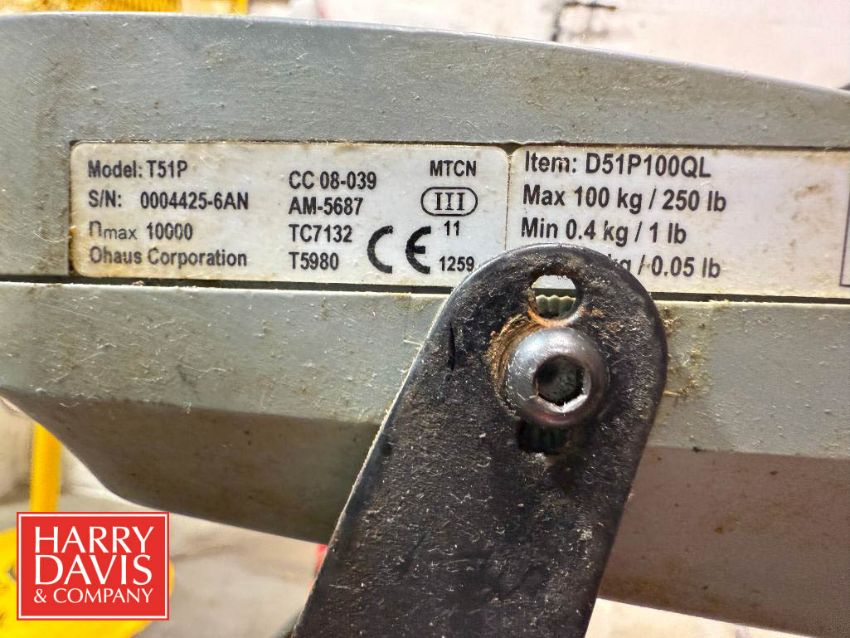 Model: T51P
S/N: 0004425-6AN
nmax 10000
Ohaus Corporation
CC 08-039
AM-5687
TC7132
T5980
MTCN
III
11
CE
1259
Item: D51P100QL
Max 100 kg / 250 lb
Min 0.4 kg / 1 lb
/ 0.05 lb
HARRY
DAVIS
& COMPANY